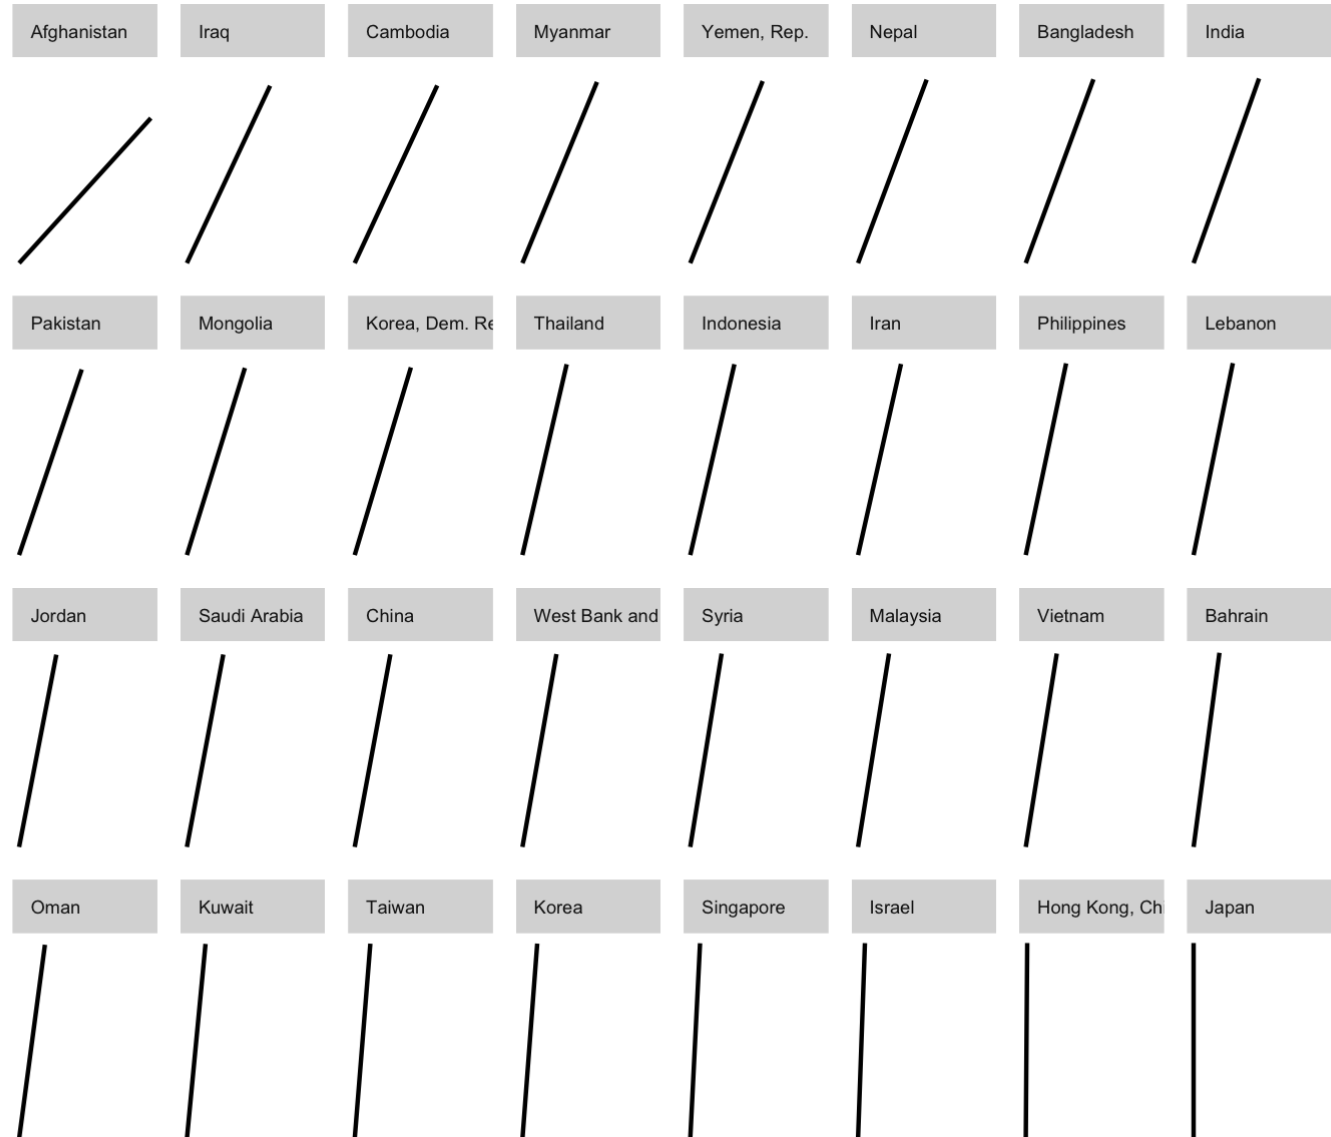 Afghanistan
Iraq
Cambodia
Myanmar
Yemen, Rep.
Nepal
Bangladesh
India
Pakistan
Mongolia
Korea, Dem. Re
Thailand
Indonesia
Iran
Philippines
Lebanon
Jordan
Saudi Arabia
China
West Bank and
Syria
Malaysia
Vietnam
Bahrain
Oman
Kuwait
Taiwan
Korea
Singapore
Israel
Hong Kong, Chi
Japan